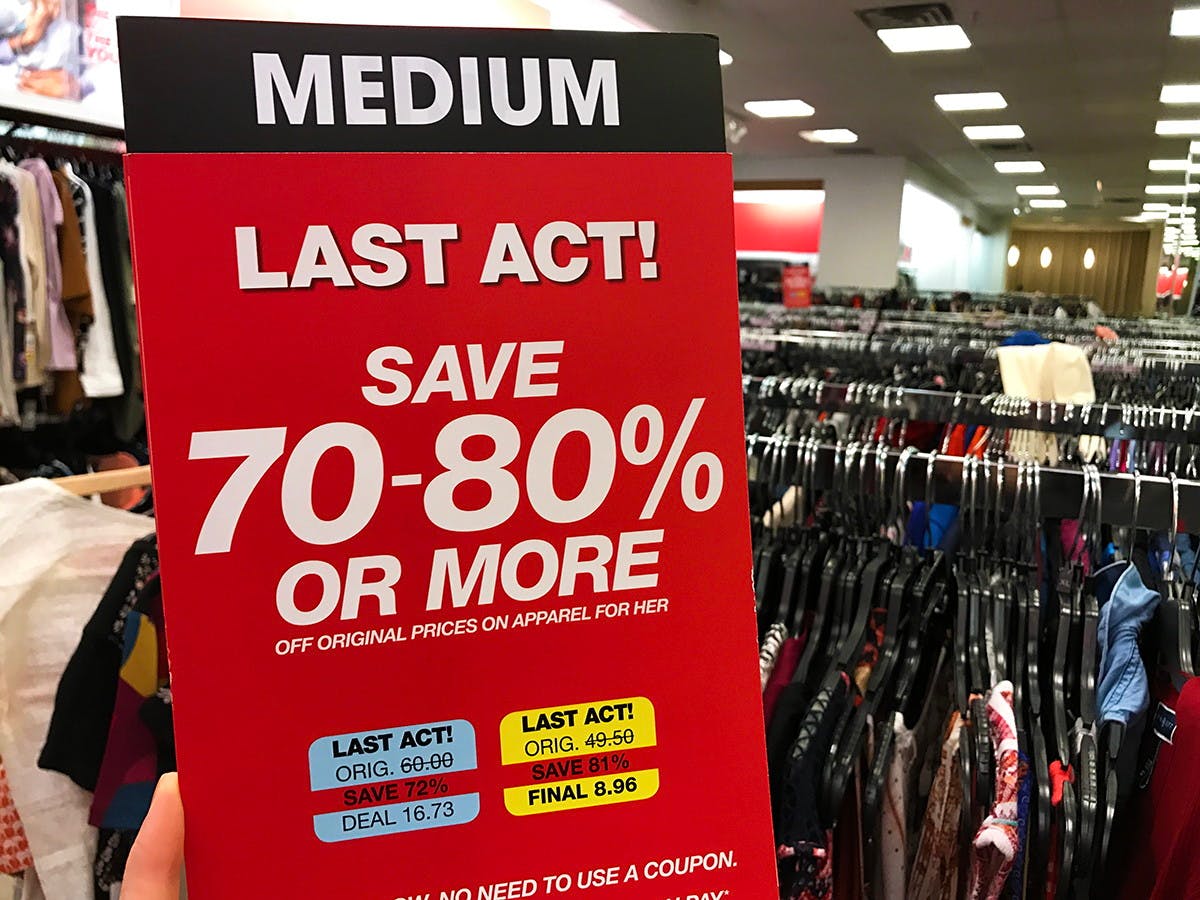 MEDIUM
LAST ACT!
SAVE
70-80%
OR MORE
OFF ORIGINAL PRICES ON APPAREL FOR HER
LAST ACT!
ORIG. 60.00
SAVE 72%
DEAL 16.73
LAST ACT!
ORIG. 49.50
SAVE 81%
FINAL 8.96
NO NEED TO USE A COUPON.
PAY*